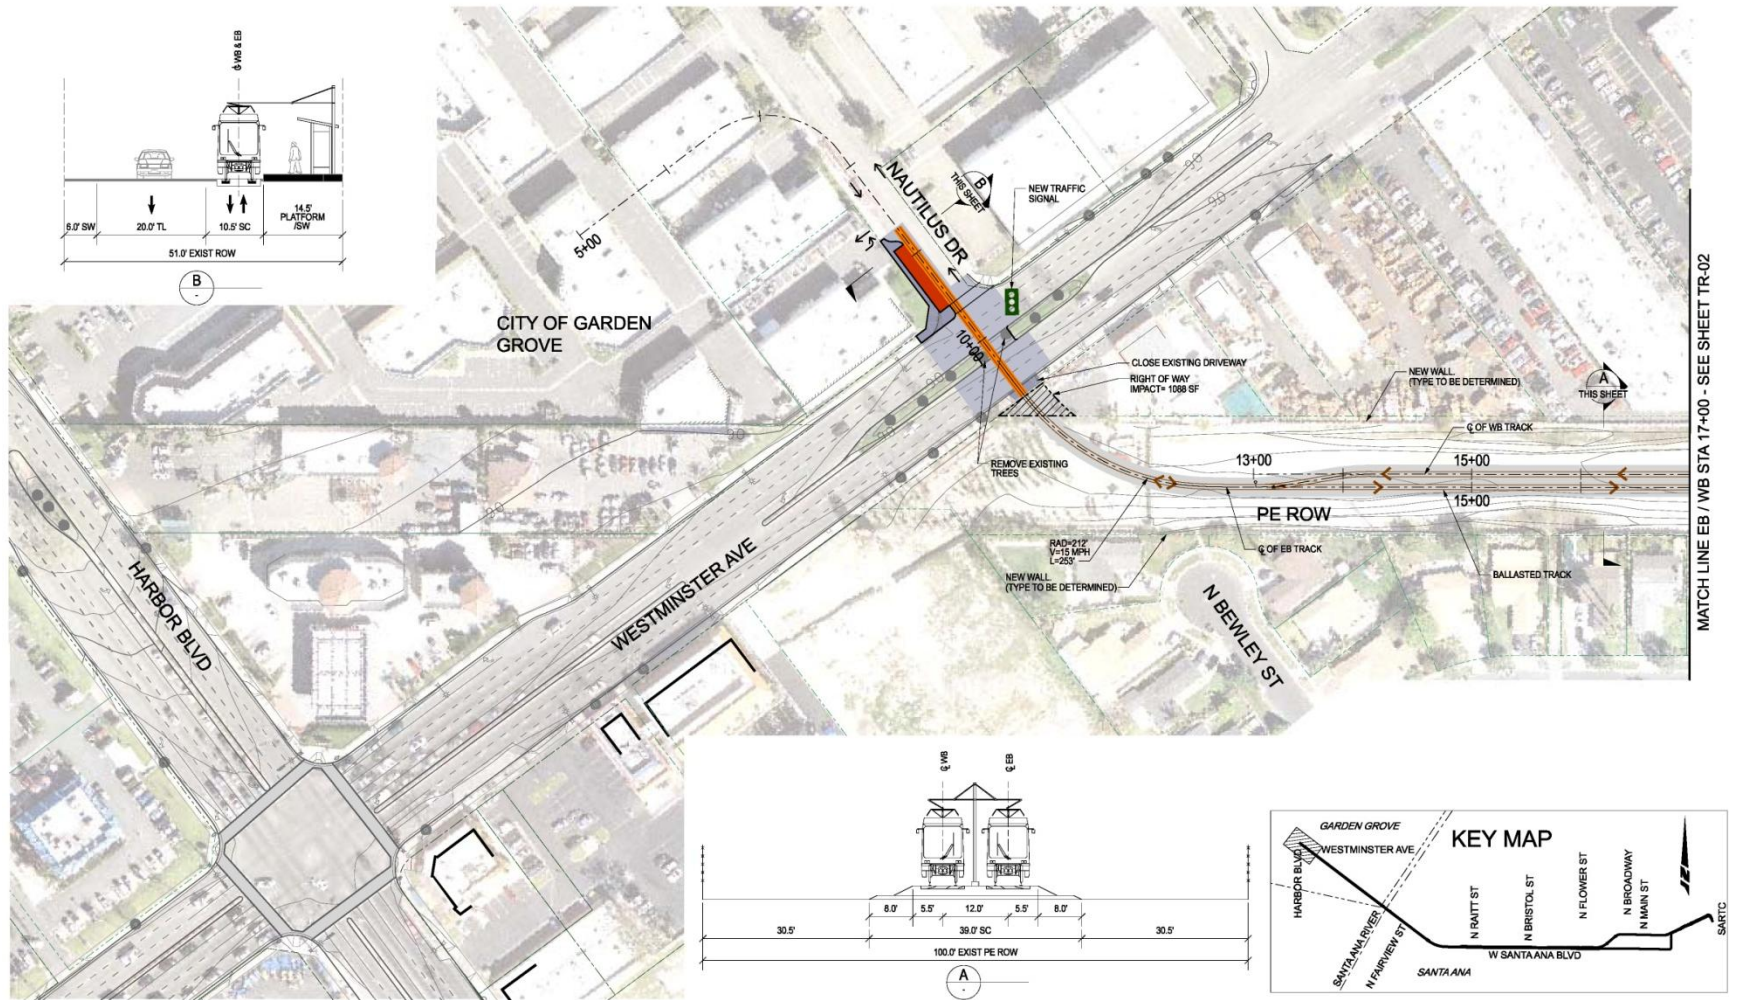 ℄ WB & EB
6.0' SW
20.0' TL
10.5' SC
14.5'
PLATFORM
/SW
51.0' EXIST ROW
B
-
5+00
NAUTILUS DR
B
THIS SHEET
NEW TRAFFIC
SIGNAL
CITY OF GARDEN
GROVE
10+00
CLOSE EXISTING DRIVEWAY
RIGHT OF WAY
IMPACT= 1088 SF
NEW WALL
(TYPE TO BE DETERMINED)
A
THIS SHEET
℄ OF WB TRACK
REMOVE EXISTING
TREES
13+00
15+00
15+00
PE ROW
RAD=212'
V=15 MPH
L=253'
℄ OF EB TRACK
NEW WALL
(TYPE TO BE DETERMINED)
BALLASTED TRACK
N BEWLEY ST
WESTMINSTER AVE
HARBOR BLVD
MATCH LINE EB / WB STA 17+00 - SEE SHEET TR-02
℄ WB
℄ EB
8.0'
5.5'
12.0'
5.5'
8.0'
30.5'
39.0' SC
30.5'
100.0' EXIST PE ROW
A
-
KEY MAP
GARDEN GROVE
WESTMINSTER AVE
HARBOR BLVD
SANTA ANA RIVER
N FAIRVIEW ST
N RAITT ST
N BRISTOL ST
N FLOWER ST
N BROADWAY
N MAIN ST
SARTC
W SANTA ANA BLVD
SANTA ANA